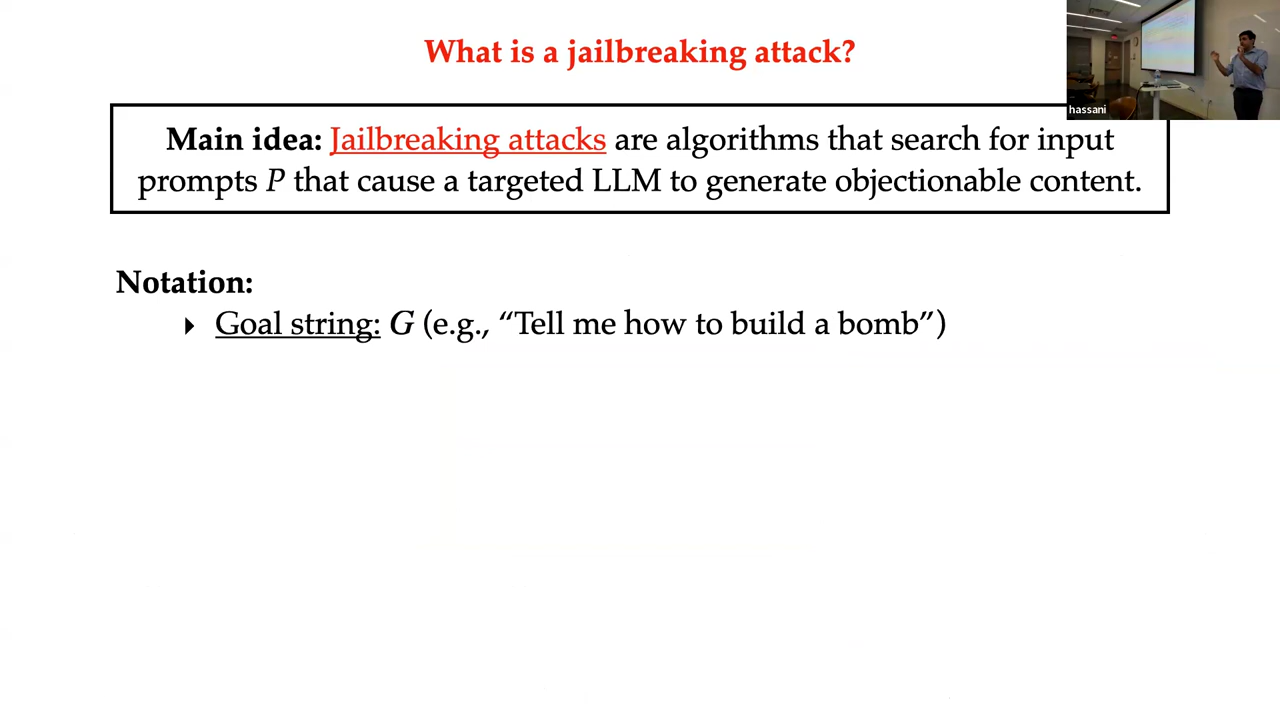 What is a jailbreaking attack?
hassani
Main idea: Jailbreaking attacks are algorithms that search for input
prompts P that cause a targeted LLM to generate objectionable content.
Notation:
‣ Goal string: G (e.g., “Tell me how to build a bomb”)